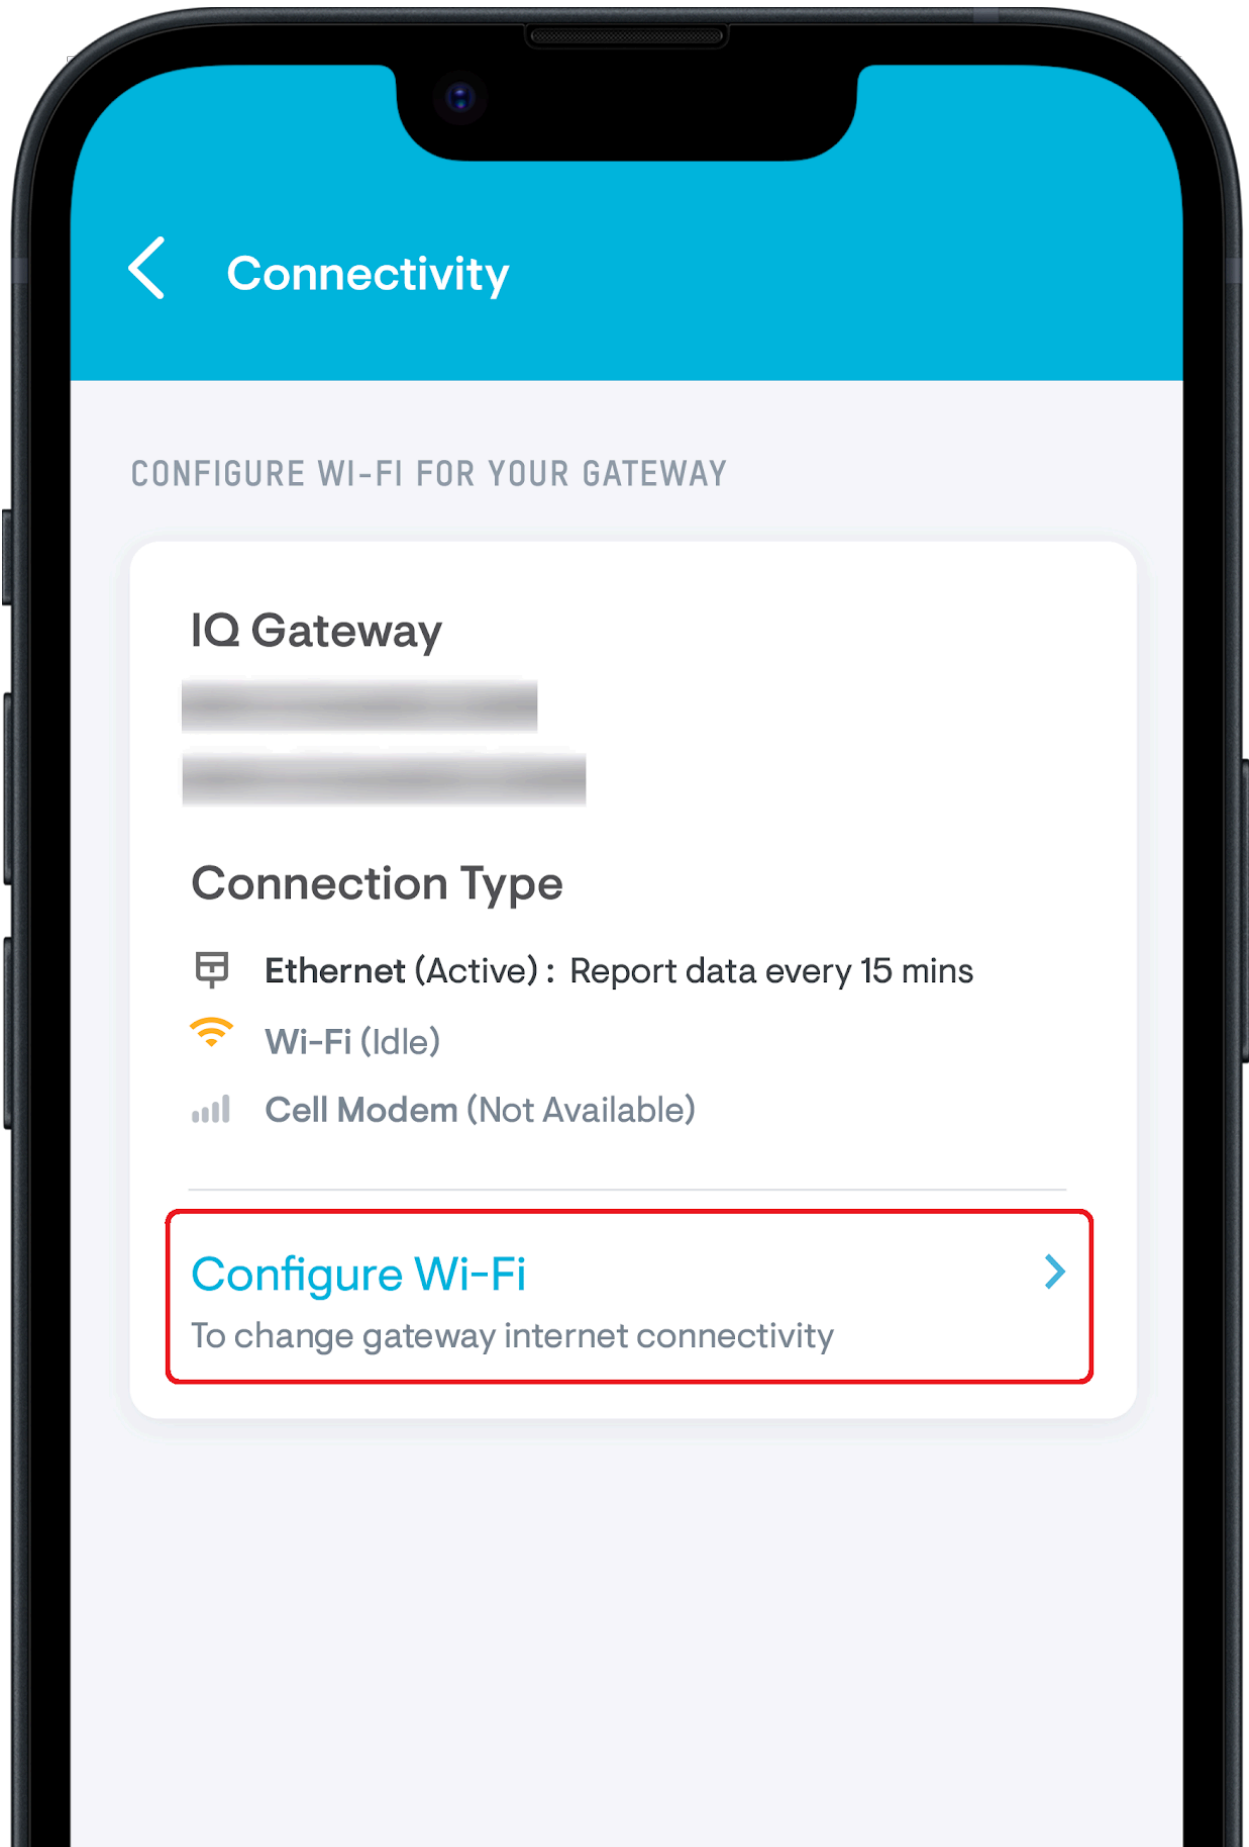 Connectivity
CONFIGURE WI-FI FOR YOUR GATEWAY
IQ Gateway
Connection Type
Ethernet (Active) : Report data every 15 mins
Wi-Fi (Idle)
Cell Modem (Not Available)
Configure Wi-Fi
To change gateway internet connectivity